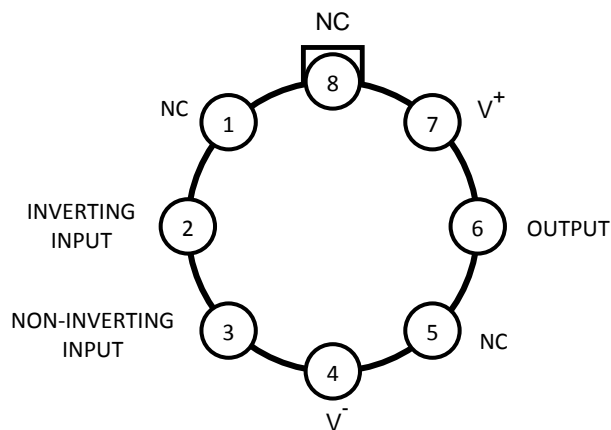 NC
8
NC
1
7
V⁺
INVERTING
INPUT
2
6
OUTPUT
NON-INVERTING
INPUT
3
5
NC
4
V⁻